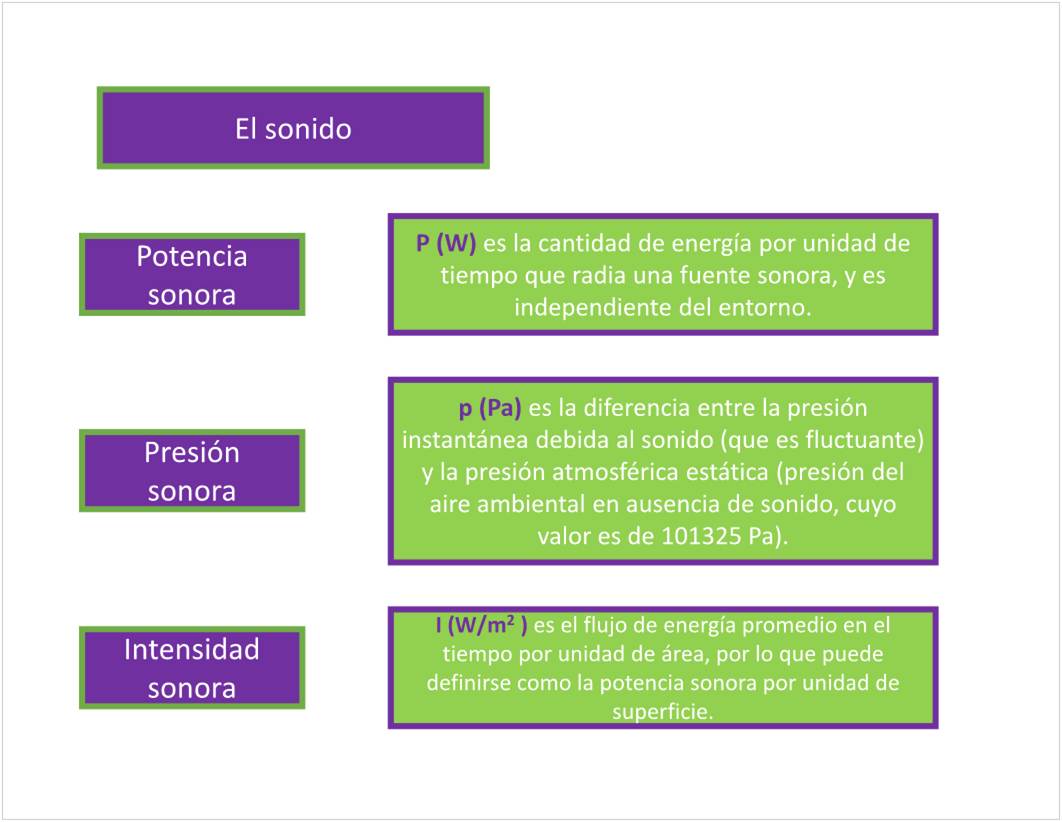 El sonido
Potencia
sonora
P (W) es la cantidad de energía por unidad de
tiempo que radia una fuente sonora, y es
independiente del entorno.
Presión
sonora
p (Pa) es la diferencia entre la presión
instantánea debida al sonido (que es fluctuante)
y la presión atmosférica estática (presión del
aire ambiental en ausencia de sonido, cuyo
valor es de 101325 Pa).
Intensidad
sonora
I (W/m² ) es el flujo de energía promedio en el
tiempo por unidad de área, por lo que puede
definirse como la potencia sonora por unidad de
superficie.